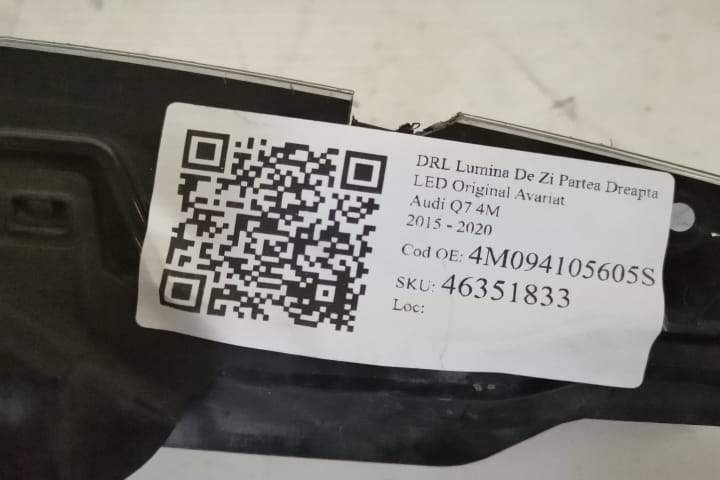 DRL Lumina De Zi Partea Dreapta
LED Original Avariat
Audi Q7 4M
2015 - 2020
Cod OE: 4M094105605S
SKU: 46351833
Loc: